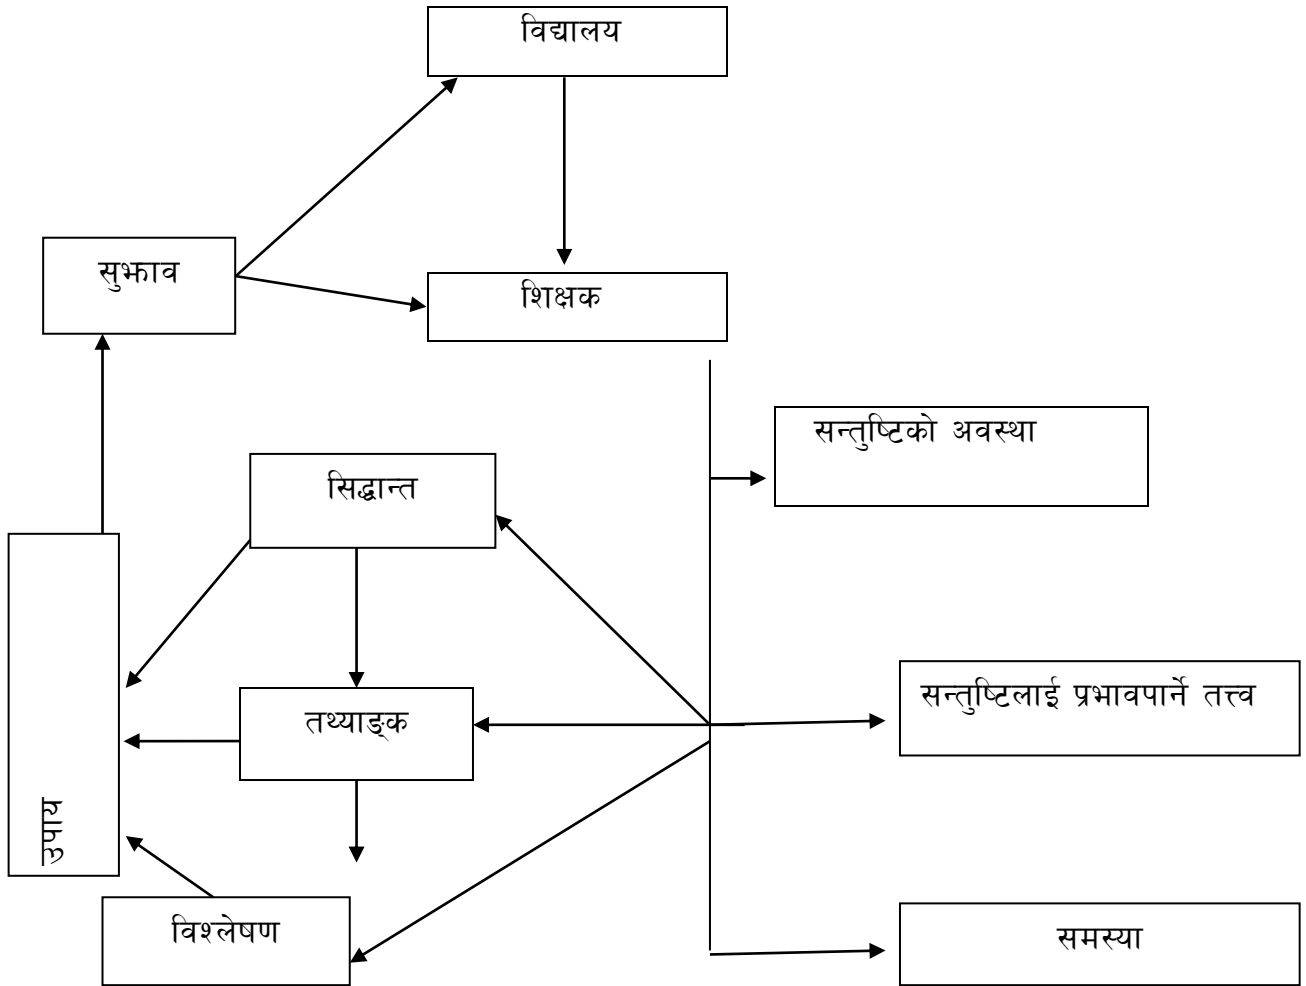 विद्यालय
सुझाव
शिक्षक
सन्तुष्टिको अवस्था
सिद्धान्त
सन्तुष्टिलाई प्रभावपार्ने तत्त्व
तथ्याङ्क
उपाय
विश्लेषण
समस्या